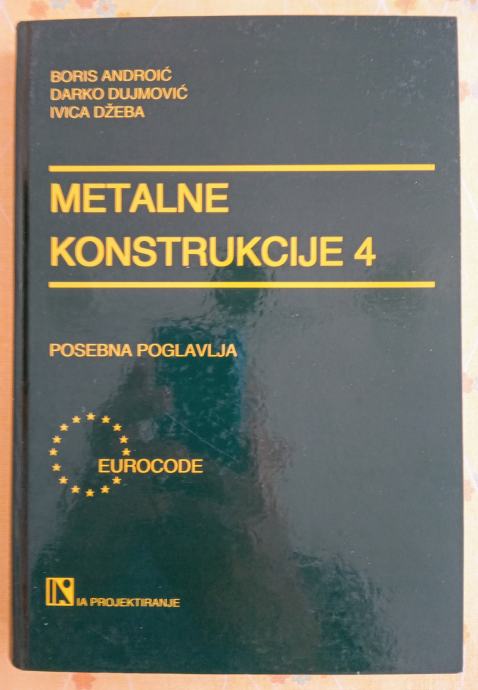 BORIS ANDROIĆ
DARKO DUJMOVIĆ
IVICA DŽEBA
METALNE
KONSTRUKCIJE 4
POSEBNA POGLAVLJA
EUROCODE
IA PROJEKTIRANJE